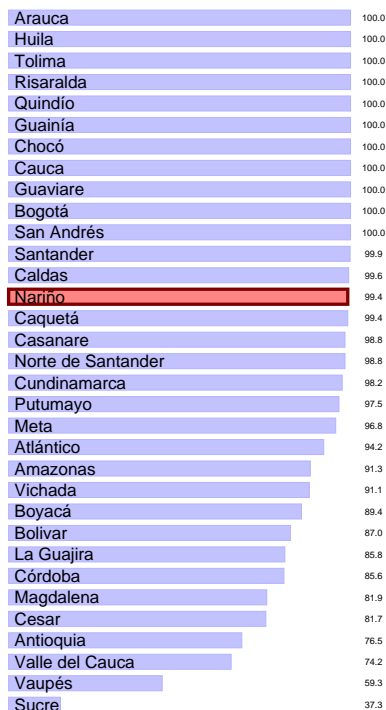 Arauca 100.0
Huila 100.0
Tolima 100.0
Risaralda 100.0
Quindío 100.0
Guainía 100.0
Chocó 100.0
Cauca 100.0
Guaviare 100.0
Bogotá 100.0
San Andrés 100.0
Santander 99.9
Caldas 99.6
Nariño 99.4
Caquetá 99.4
Casanare 98.8
Norte de Santander 98.8
Cundinamarca 98.2
Putumayo 97.5
Meta 96.8
Atlántico 94.2
Amazonas 91.3
Vichada 91.1
Boyacá 89.4
Bolivar 87.0
La Guajira 85.8
Córdoba 85.6
Magdalena 81.9
Cesar 81.7
Antioquia 76.5
Valle del Cauca 74.2
Vaupés 59.3
Sucre 37.3